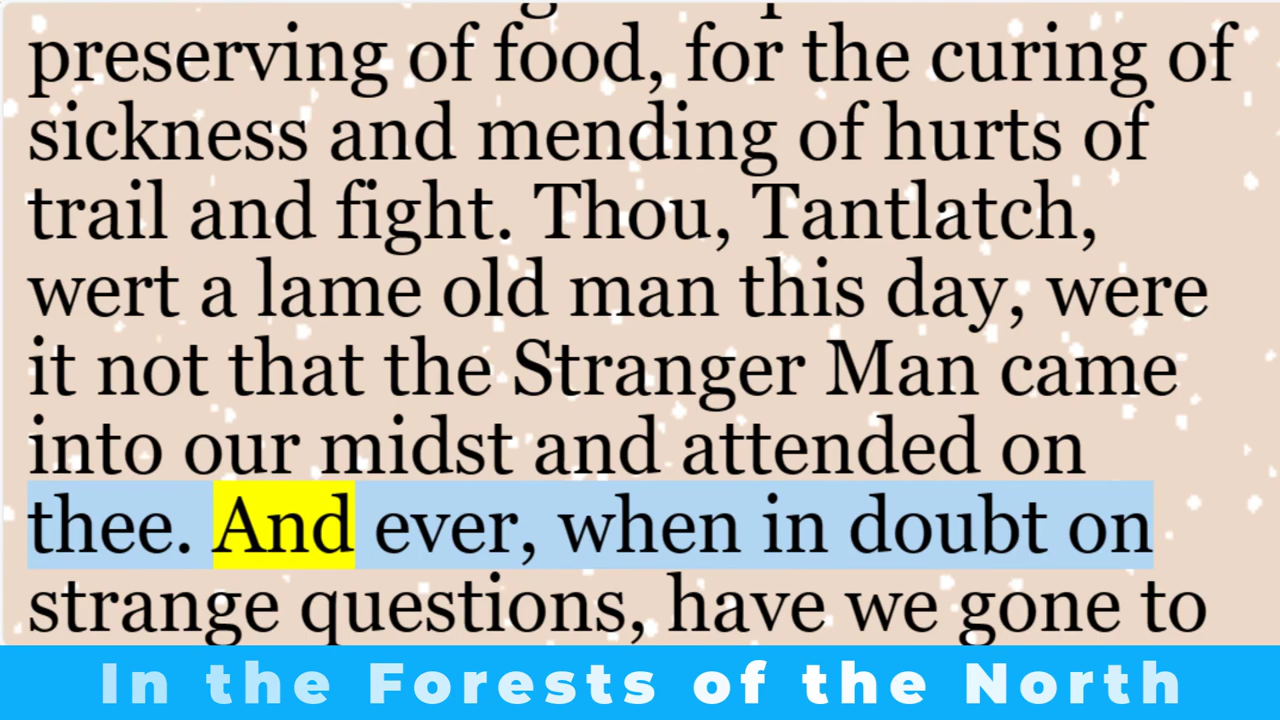 preserving of food, for the curing of
sickness and mending of hurts of
trail and fight. Thou, Tantlatch,
wert a lame old man this day, were
it not that the Stranger Man came
into our midst and attended on
thee. And ever, when in doubt on
strange questions, have we gone to
In the Forests of the North